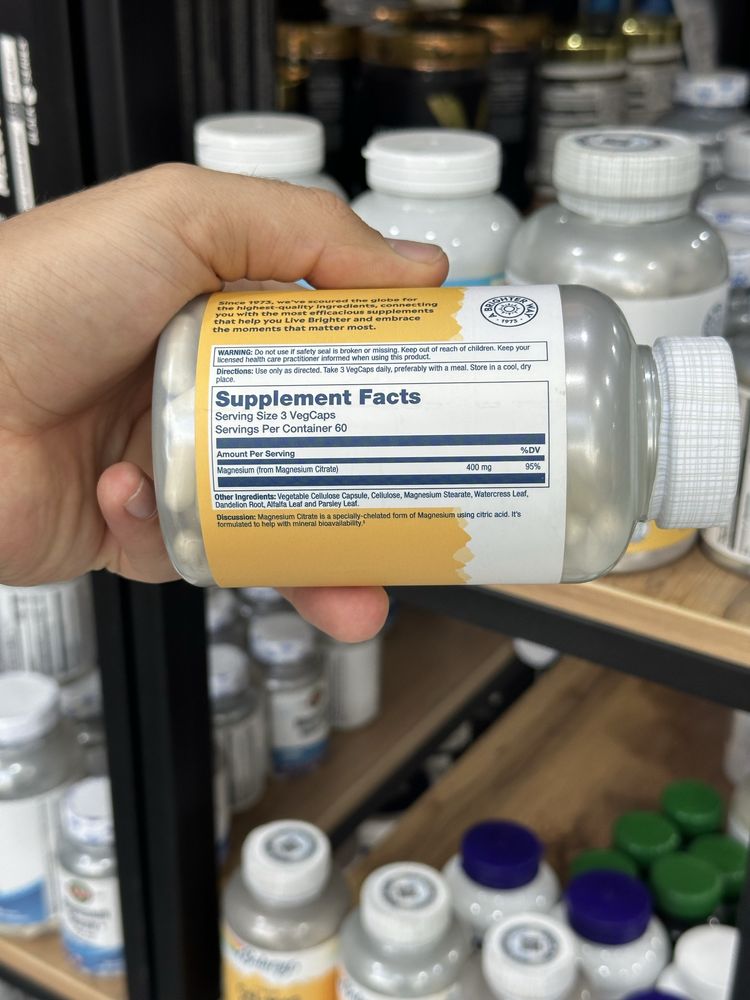 Since 1973, we've scoured the globe for
the highest-quality ingredients, connecting
you with the most efficacious supplements
that help you Live Brighter and embrace
the moments that matter most.
A BRIGHTER WAY
• 1973 •
WARNING: Do not use if safety seal is broken or missing. Keep out of reach of children. Keep your
licensed health care practitioner informed when using this product.
Directions: Use only as directed. Take 3 VegCaps daily, preferably with a meal. Store in a cool, dry
place.
Supplement Facts
Serving Size 3 VegCaps
Servings Per Container 60
Amount Per Serving %DV
Magnesium (from Magnesium Citrate) 400 mg 95%
Other Ingredients: Vegetable Cellulose Capsule, Cellulose, Magnesium Stearate, Watercress Leaf,
Dandelion Root, Alfalfa Leaf and Parsley Leaf.
Discussion: Magnesium Citrate is a specially-chelated form of Magnesium using citric acid. It's
formulated to help with mineral bioavailability.‡
KAL